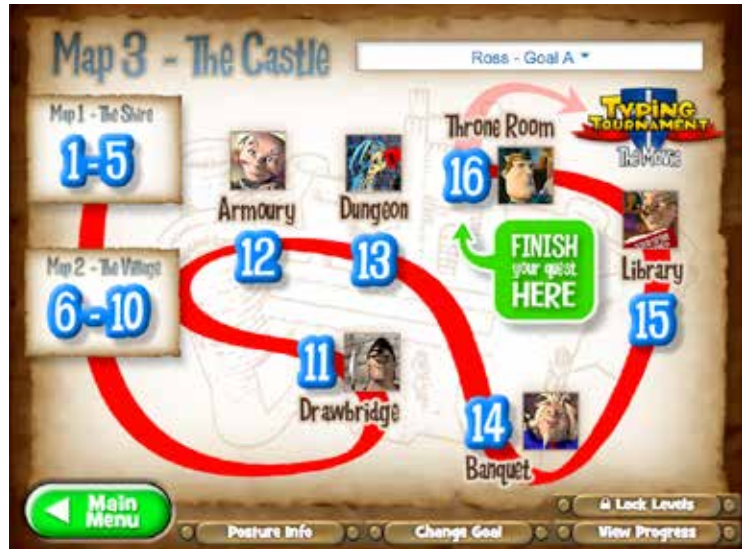 Map 3 - The Castle
Ross - Goal A
Map 1 - The Shire
1-5
Map 2 - The Village
6-10
Armoury
12
Dungeon
13
Throne Room
16
TYPING
TOURNAMENT
The Movie
FINISH
your quest
HERE
Library
15
11
Drawbridge
14
Banquet
Main
Menu
Lock Levels
Posture Info
Change Goal
View Progress